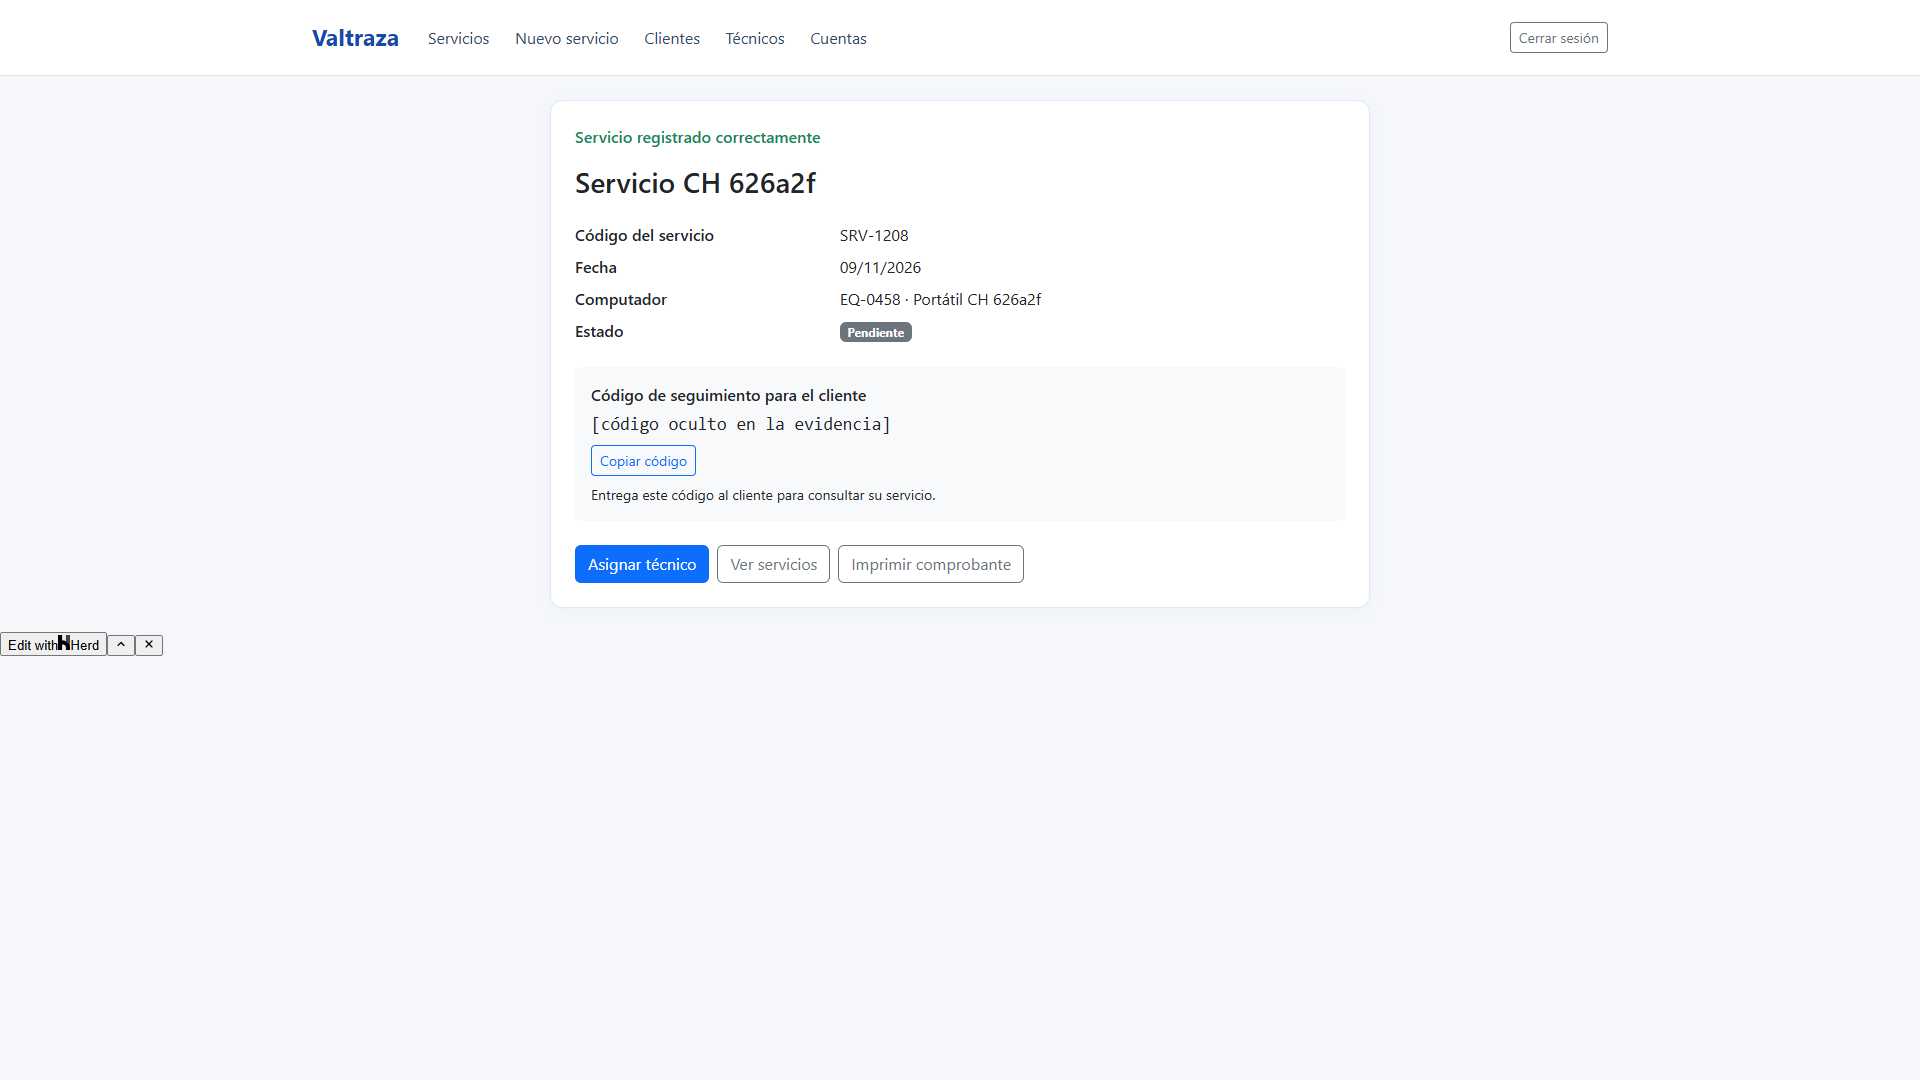 Valtraza Servicios Nuevo servicio Clientes Técnicos Cuentas Cerrar sesión
Servicio registrado correctamente
Servicio CH 626a2f
Código del servicio SRV-1208
Fecha 09/11/2026
Computador EQ-0458 · Portátil CH 626a2f
Estado Pendiente
Código de seguimiento para el cliente
[código oculto en la evidencia]
Copiar código
Entrega este código al cliente para consultar su servicio.
Asignar técnico Ver servicios Imprimir comprobante
Edit with Herd